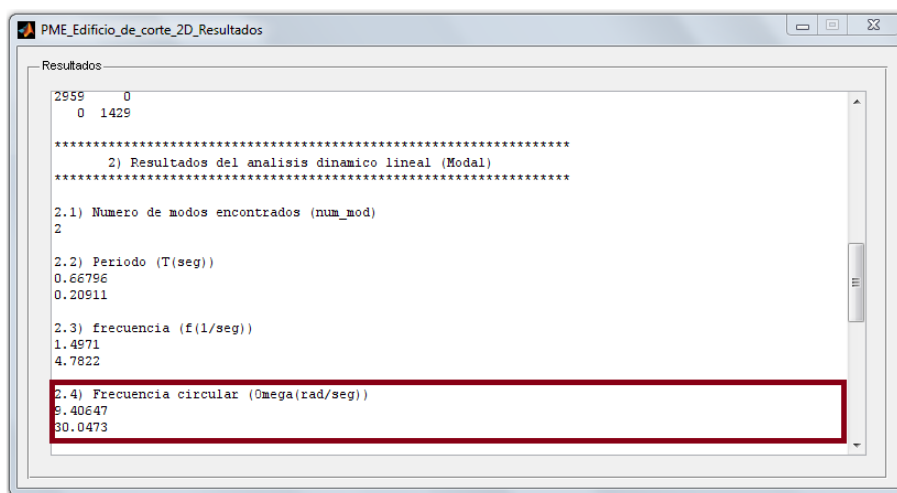 PME_Edificio_de_corte_2D_Resultados
Resultados
2959 0
0 1429
*******************************************************************
2) Resultados del analisis dinamico lineal (Modal)
*******************************************************************
2.1) Numero de modos encontrados (num_mod)
2
2.2) Periodo (T(seg))
0.66796
0.20911
2.3) frecuencia (f(1/seg))
1.4971
4.7822
2.4) Frecuencia circular (Omega(rad/seg))
9.40647
30.0473